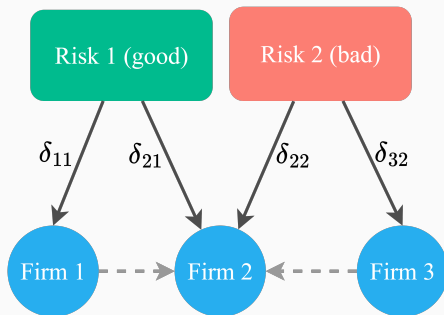 Risk 1 (good)
Risk 2 (bad)
δ11
δ21
δ22
δ32
Firm 1
Firm 2
Firm 3